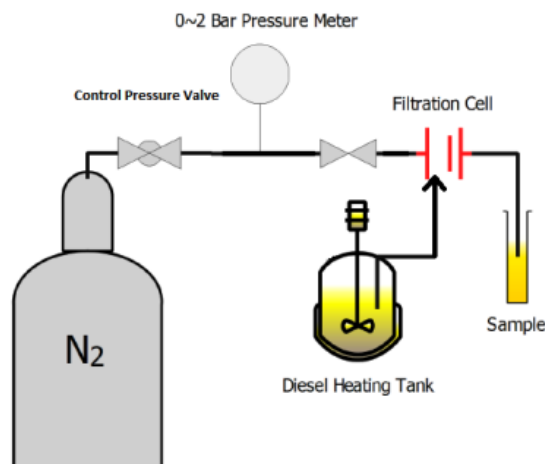 0~2 Bar Pressure Meter
Control Pressure Valve
Filtration Cell
N2
Sample
Diesel Heating Tank